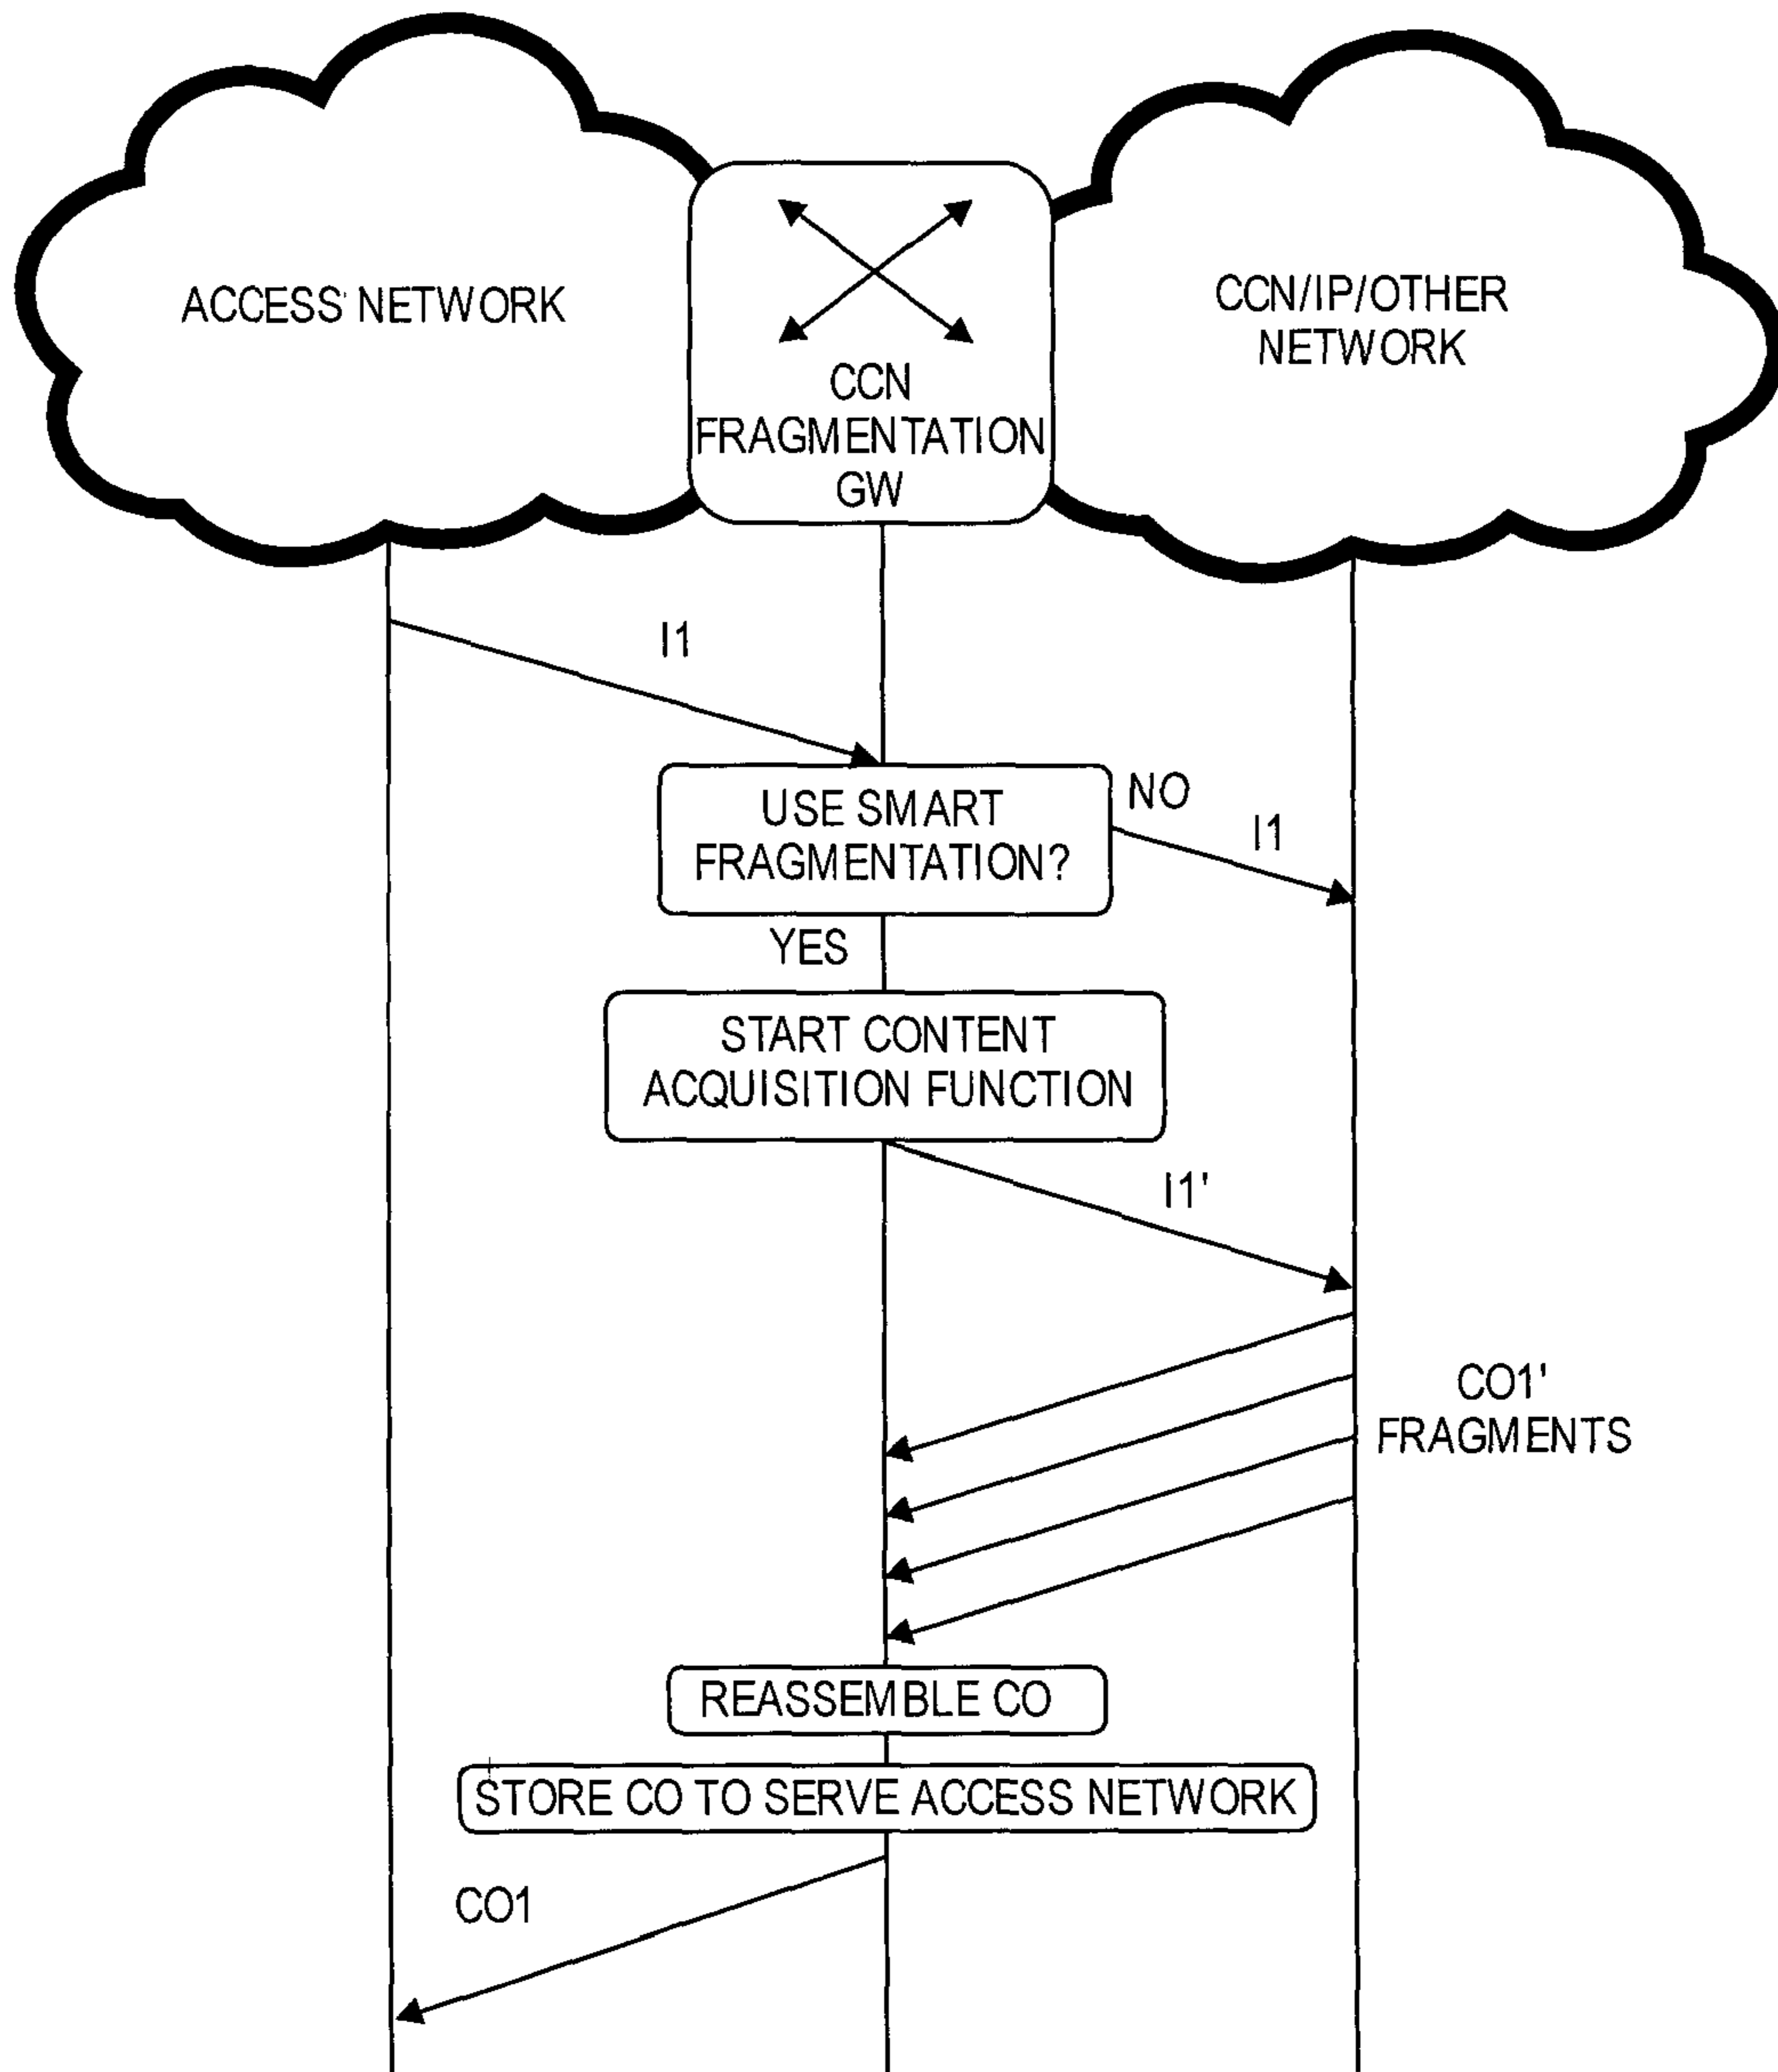 ACCESS NETWORK
CCN
FRAGMENTATION
GW
CCN/IP/OTHER
NETWORK
I1
USE SMART
FRAGMENTATION?
NO
I1
YES
START CONTENT
ACQUISITION FUNCTION
I1'
CO1'
FRAGMENTS
REASSEMBLE CO
STORE CO TO SERVE ACCESS NETWORK
CO1